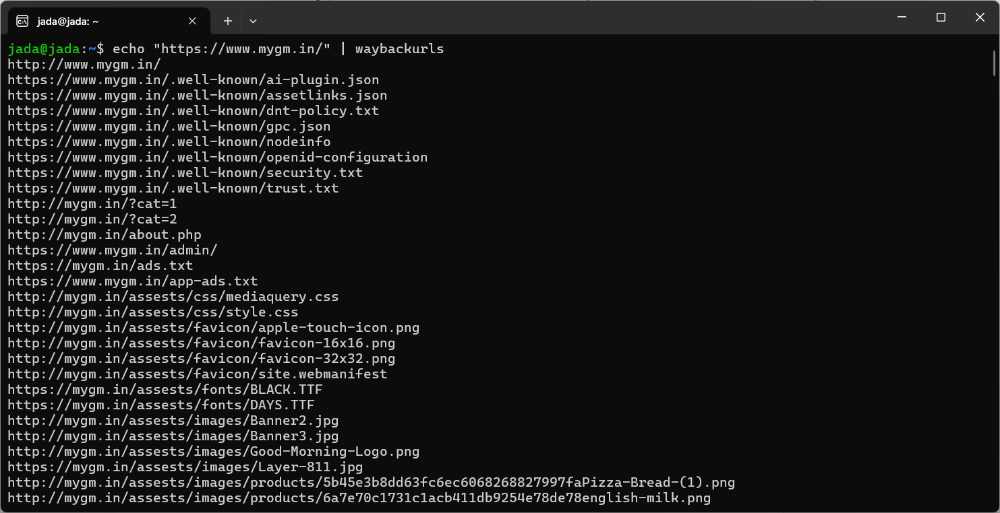 jada@jada: ~
jada@jada:~$ echo "https://www.mygm.in/" | waybackurls
http://www.mygm.in/
https://www.mygm.in/.well-known/ai-plugin.json
https://www.mygm.in/.well-known/assetlinks.json
https://www.mygm.in/.well-known/dnt-policy.txt
https://www.mygm.in/.well-known/gpc.json
https://www.mygm.in/.well-known/nodeinfo
https://www.mygm.in/.well-known/openid-configuration
https://www.mygm.in/.well-known/security.txt
https://www.mygm.in/.well-known/trust.txt
http://mygm.in/?cat=1
http://mygm.in/?cat=2
http://mygm.in/about.php
https://www.mygm.in/admin/
https://mygm.in/ads.txt
https://www.mygm.in/app-ads.txt
http://mygm.in/assests/css/mediaquery.css
http://mygm.in/assests/css/style.css
http://mygm.in/assests/favicon/apple-touch-icon.png
http://mygm.in/assests/favicon/favicon-16x16.png
http://mygm.in/assests/favicon/favicon-32x32.png
http://mygm.in/assests/favicon/site.webmanifest
https://mygm.in/assests/fonts/BLACK.TTF
https://mygm.in/assests/fonts/DAYS.TTF
http://mygm.in/assests/images/Banner2.jpg
http://mygm.in/assests/images/Banner3.jpg
http://mygm.in/assests/images/Good-Morning-Logo.png
https://mygm.in/assests/images/Layer-811.jpg
http://mygm.in/assests/images/products/5b45e3b8dd63fc6ec6068268827997faPizza-Bread-(1).png
http://mygm.in/assests/images/products/6a7e70c1731c1acb411db9254e78de78english-milk.png